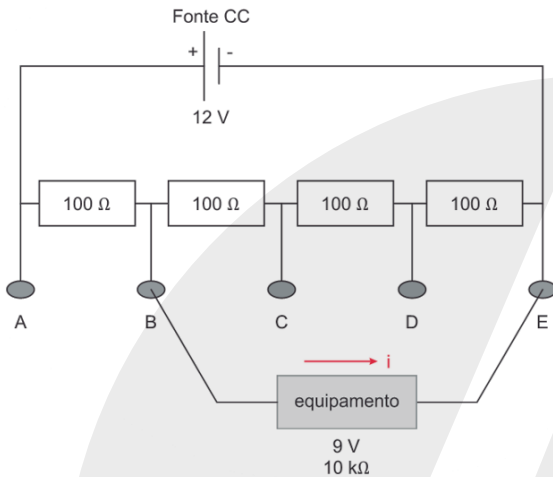 Fonte CC
+ -
12 V
100 Ω 100 Ω 100 Ω 100 Ω
A B C D E
i
equipamento
9 V
10 kΩ